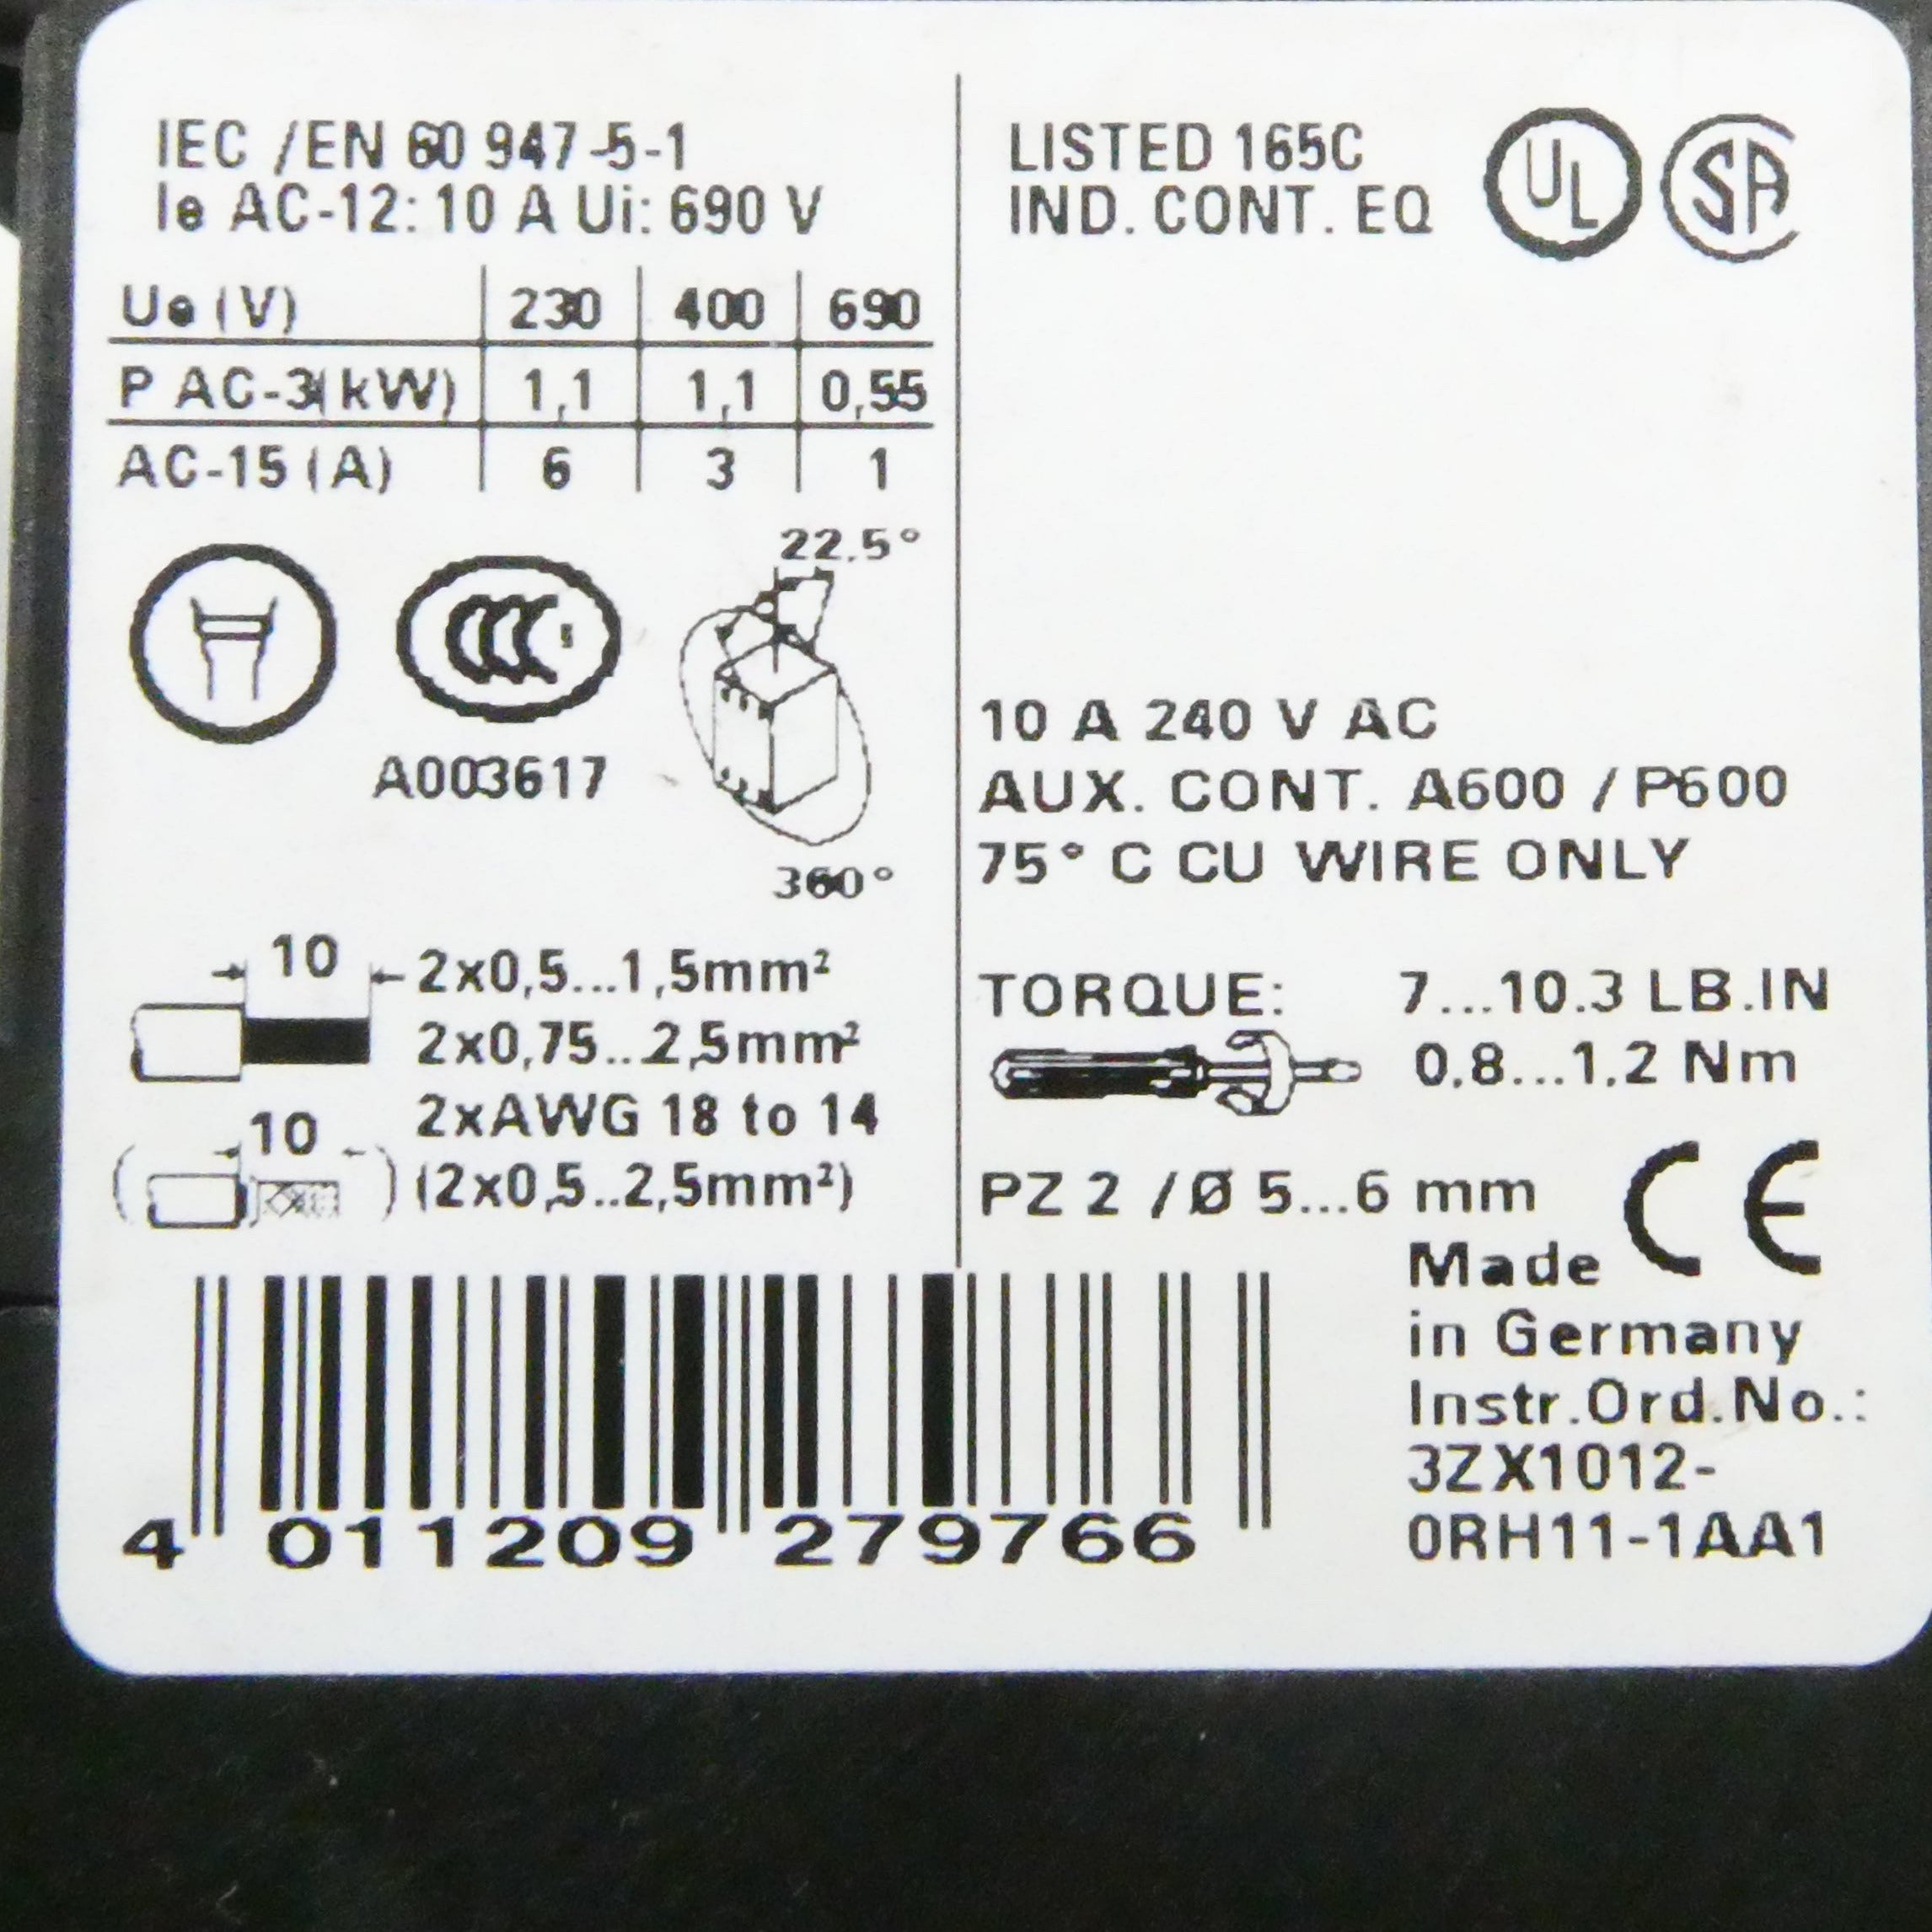 IEC /EN 60 947-5-1
Ie AC-12: 10 A Ui: 690 V
Ue (V) 230 400 690
P AC-3(kW) 1,1 1,1 0,55
AC-15 (A) 6 3 1
CCC
A003617
22.5°
360°
10 2x0,5...1,5mm²
2x0,75...2,5mm²
2xAWG 18 to 14
10 (2x0,5..2,5mm²)
LISTED 165C
IND. CONT. EQ
UL SA
10 A 240 V AC
AUX. CONT. A600 / P600
75° C CU WIRE ONLY
TORQUE: 7...10.3 LB.IN
0.8...1.2 Nm
PZ 2 / Ø 5...6 mm
CE
Made
in Germany
Instr.Ord.No.:
3ZX1012-
0RH11-1AA1
4 011209 279766